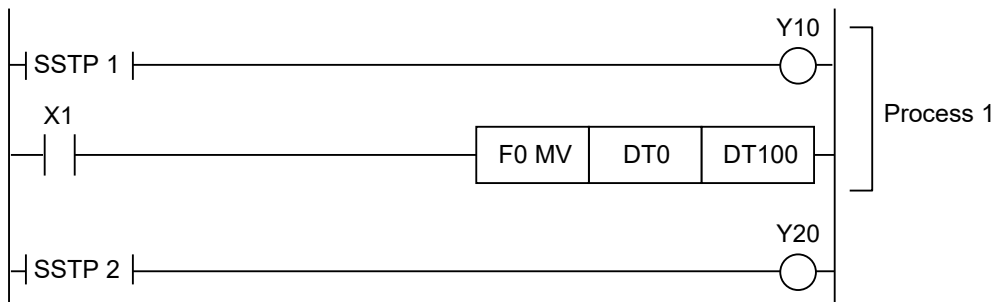 Y10
SSTP 1
X1
Process 1
F0 MV DT0 DT100
Y20
SSTP 2